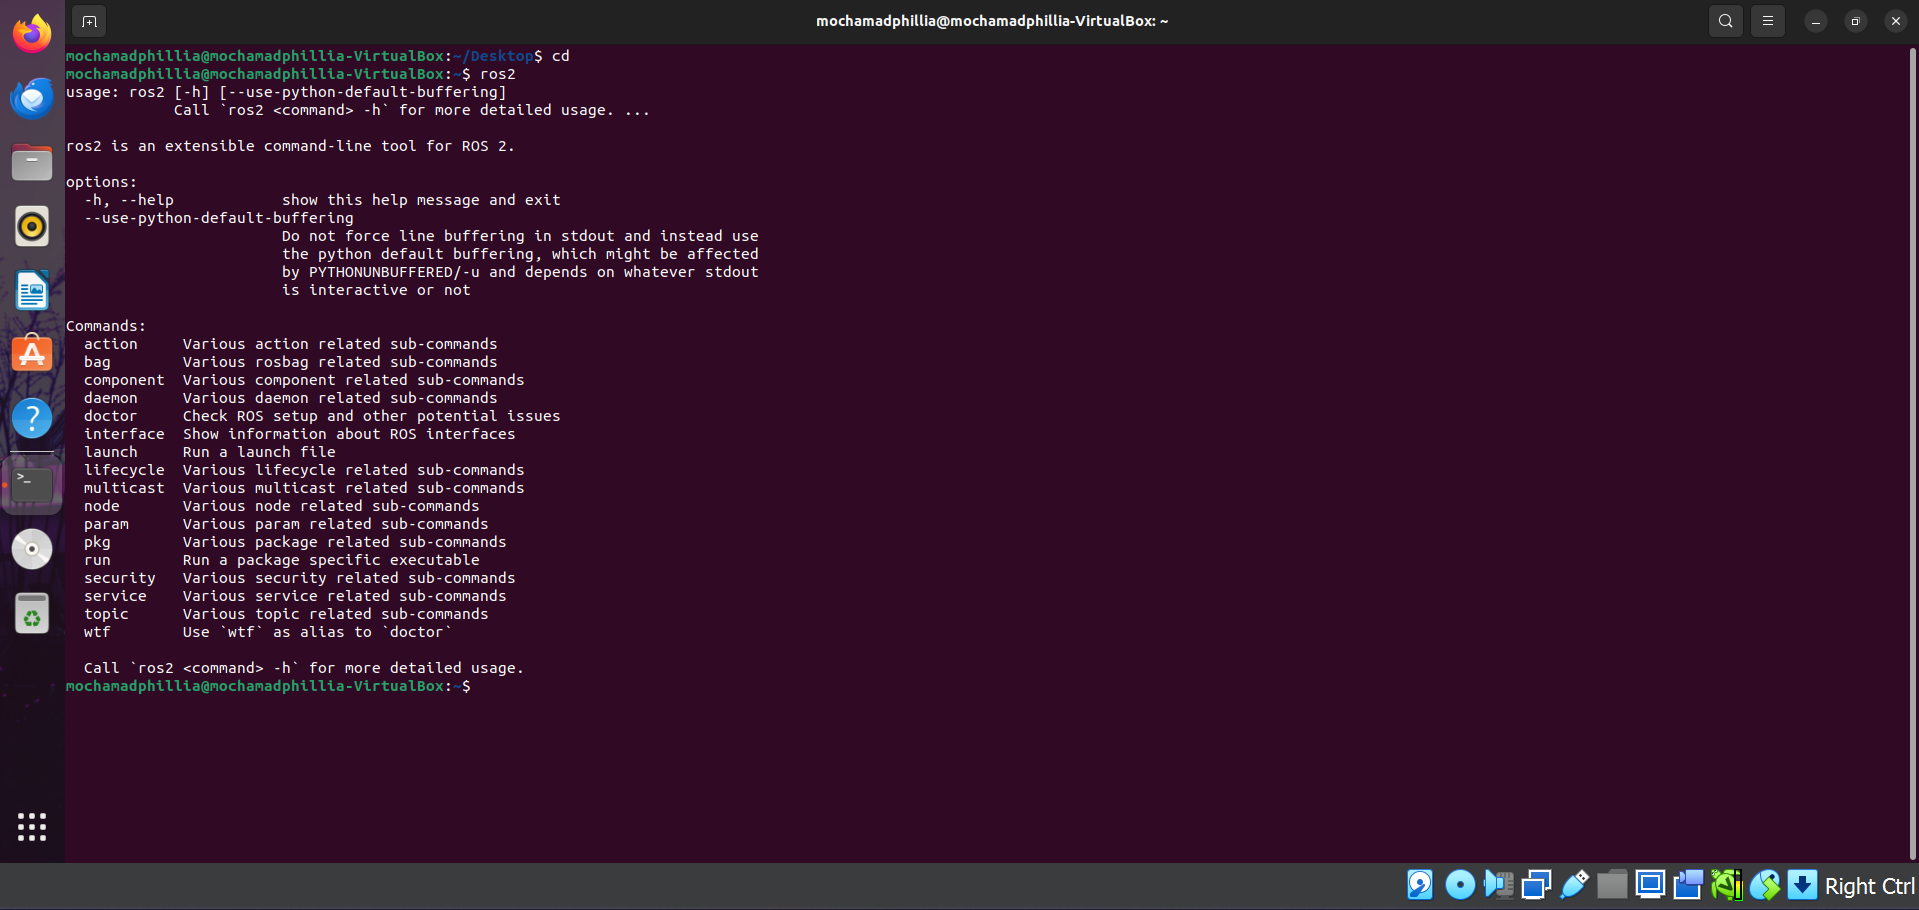 mochamadphillia@mochamadphillia-VirtualBox: ~
mochamadphillia@mochamadphillia-VirtualBox:~/Desktop$ cd
mochamadphillia@mochamadphillia-VirtualBox:~$ ros2
usage: ros2 [-h] [--use-python-default-buffering]
            Call `ros2 <command> -h` for more detailed usage. ...

ros2 is an extensible command-line tool for ROS 2.

options:
  -h, --help            show this help message and exit
  --use-python-default-buffering
                        Do not force line buffering in stdout and instead use
                        the python default buffering, which might be affected
                        by PYTHONUNBUFFERED/-u and depends on whatever stdout
                        is interactive or not

Commands:
  action     Various action related sub-commands
  bag        Various rosbag related sub-commands
  component  Various component related sub-commands
  daemon     Various daemon related sub-commands
  doctor     Check ROS setup and other potential issues
  interface  Show information about ROS interfaces
  launch     Run a launch file
  lifecycle  Various lifecycle related sub-commands
  multicast  Various multicast related sub-commands
  node       Various node related sub-commands
  param      Various param related sub-commands
  pkg        Various package related sub-commands
  run        Run a package specific executable
  security   Various security related sub-commands
  service    Various service related sub-commands
  topic      Various topic related sub-commands
  wtf        Use `wtf` as alias to `doctor`

  Call `ros2 <command> -h` for more detailed usage.
mochamadphillia@mochamadphillia-VirtualBox:~$
Right Ctrl